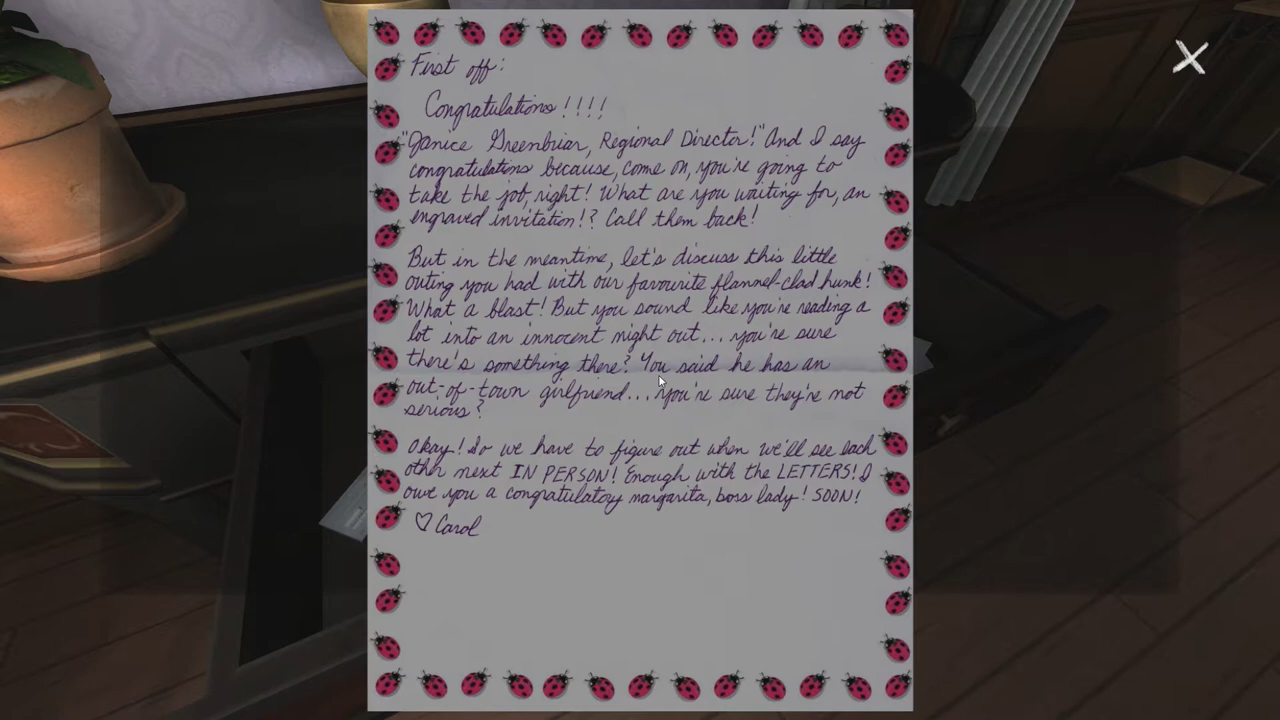 First off:
Congratulations!!!!
"Janice Greenbriar, Regional Director!" And I say
congratulations because, come on, you're going to
take the job, right! What are you waiting for, an
engraved invitation!? Call them back!
But in the meantime, let's discuss this little
outing you had with our favourite flannel-clad hunk!
What a blast! But you sound like you're reading a
lot into an innocent night out... you're sure
there's something there? You said he has an
out-of-town girlfriend... you're sure they're not
serious?
Okay! So we have to figure out when we'll see each
other next IN PERSON! Enough with the LETTERS! I
owe you a congratulatory margarita, boss lady! SOON!
♡ Carol